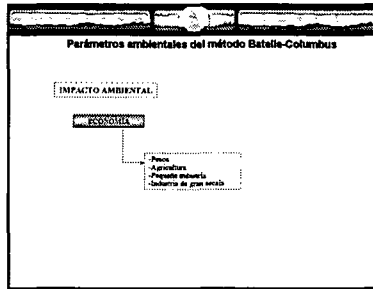 Parámetros ambientales del método Batelle-Columbus
IMPACTO AMBIENTAL
ECONOMÍA
-Pesca
-Agricultura
-Pequeña industria
-Industria de gran escala